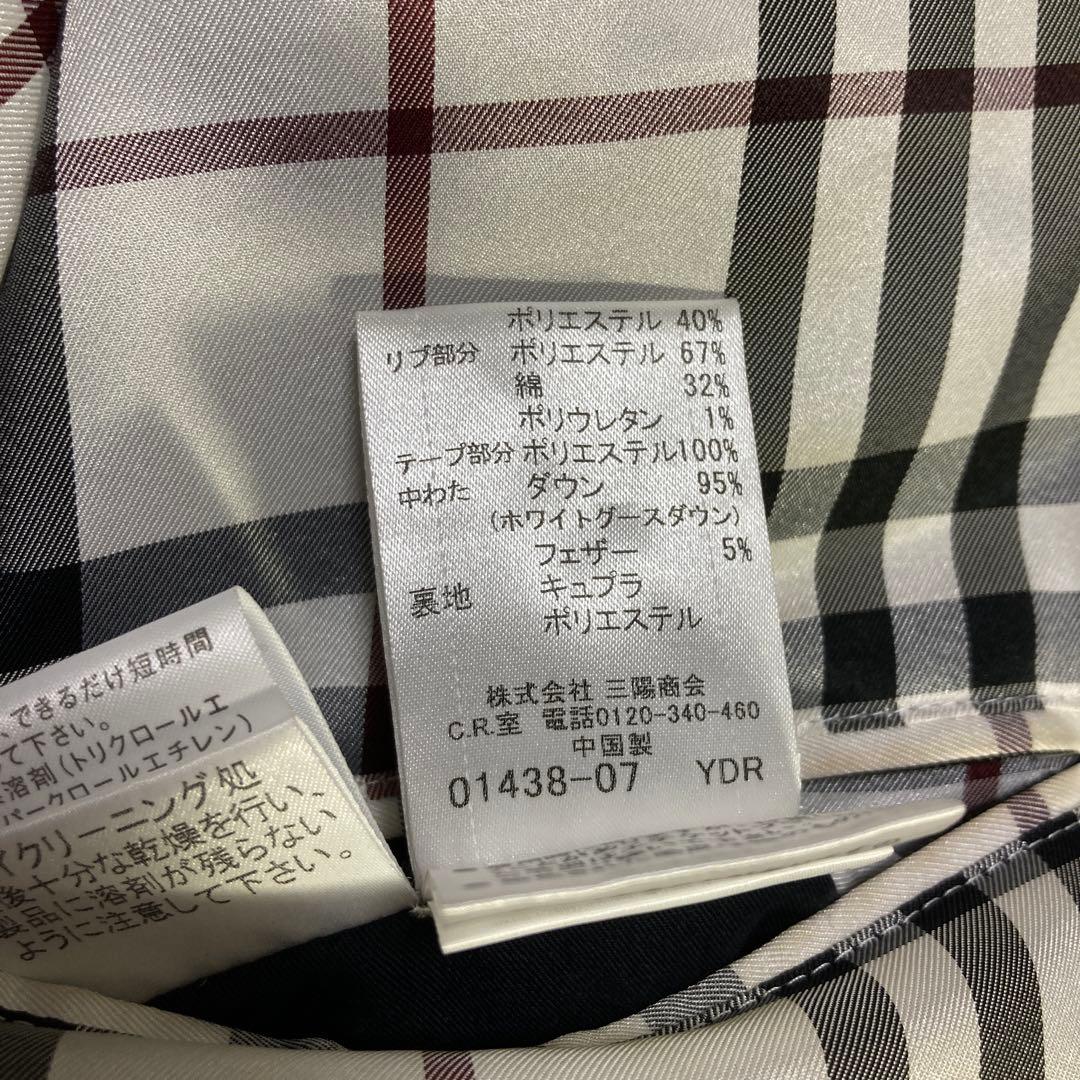 ポリエステル 40%
リブ部分 ポリエステル 67%
綿 32%
ポリウレタン 1%
テープ部分 ポリエステル100%
中わた ダウン 95%
(ホワイトグースダウン)
フェザー 5%
裏地 キュプラ
ポリエステル
株式会社 三陽商会
C.R.室 電話0120-340-460
中国製
01438-07 YDR
できるだけ短時間
て下さい。
溶剤(トリクロールエ
パークロールエチレン)
イクリーニング処
後十分な乾燥を行い、
製品に溶剤が残らない
ように注意して下さい。